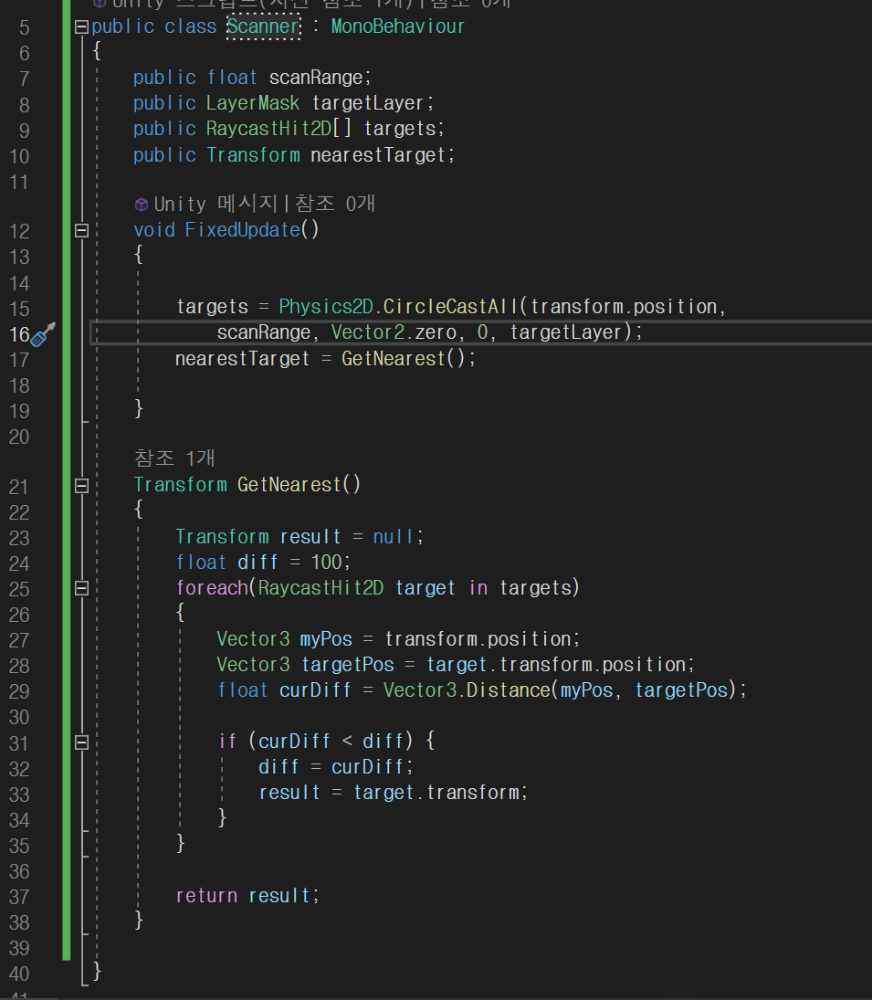 5 public class Scanner : MonoBehaviour
6 {
7 public float scanRange;
8 public LayerMask targetLayer;
9 public RaycastHit2D[] targets;
10 public Transform nearestTarget;
11
Unity 메시지|참조 0개
12 void FixedUpdate()
13 {
14
15 targets = Physics2D.CircleCastAll(transform.position,
16 scanRange, Vector2.zero, 0, targetLayer);
17 nearestTarget = GetNearest();
18
19 }
20
참조 1개
21 Transform GetNearest()
22 {
23 Transform result = null;
24 float diff = 100;
25 foreach(RaycastHit2D target in targets)
26 {
27 Vector3 myPos = transform.position;
28 Vector3 targetPos = target.transform.position;
29 float curDiff = Vector3.Distance(myPos, targetPos);
30
31 if (curDiff < diff) {
32 diff = curDiff;
33 result = target.transform;
34 }
35 }
36
37 return result;
38 }
39
40 }